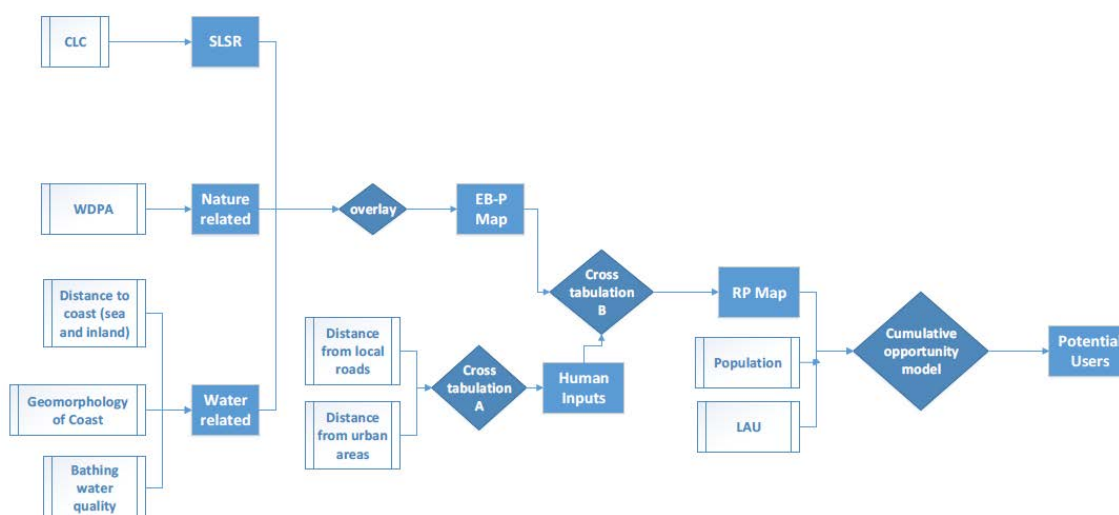 CLC
SLSR
WDPA
Nature
related
overlay
EB-P
Map
Distance to
coast (sea
and inland)
Geomorphology
of Coast
Bathing
water
quality
Water
related
Distance
from local
roads
Distance
from urban
areas
Cross
tabulation
A
Human
Inputs
Cross
tabulation
B
RP Map
Population
LAU
Cumulative
opportunity
model
Potential
Users